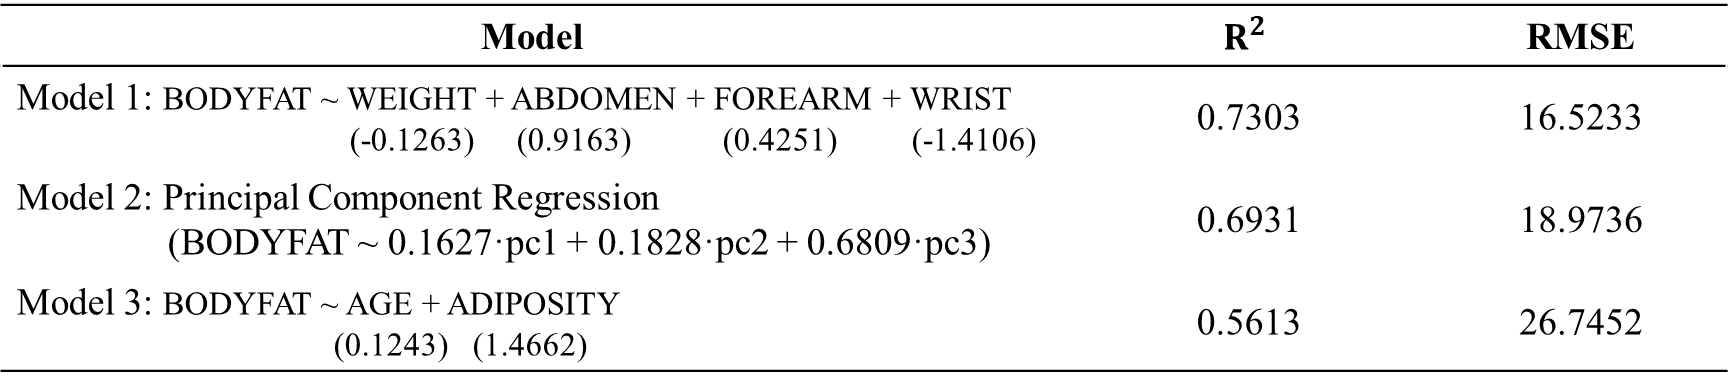 Model R² RMSE
Model 1: BODYFAT ~ WEIGHT + ABDOMEN + FOREARM + WRIST 0.7303 16.5233
(-0.1263) (0.9163) (0.4251) (-1.4106)
Model 2: Principal Component Regression 0.6931 18.9736
(BODYFAT ~ 0.1627·pc1 + 0.1828·pc2 + 0.6809·pc3)
Model 3: BODYFAT ~ AGE + ADIPOSITY 0.5613 26.7452
(0.1243) (1.4662)